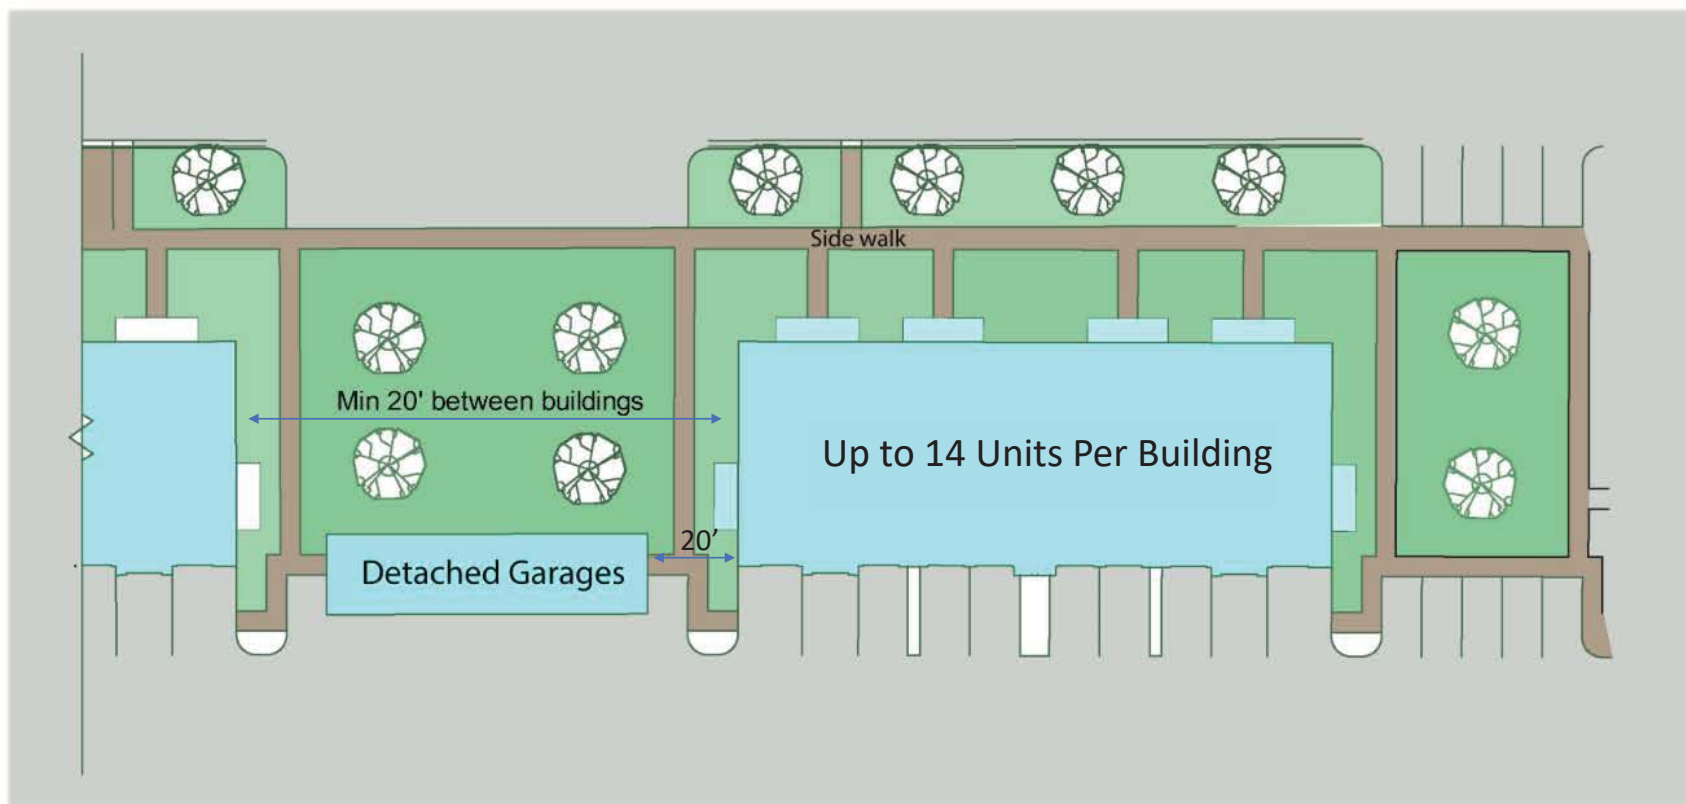 Side walk
Min 20' between buildings
Up to 14 Units Per Building
20’
Detached Garages